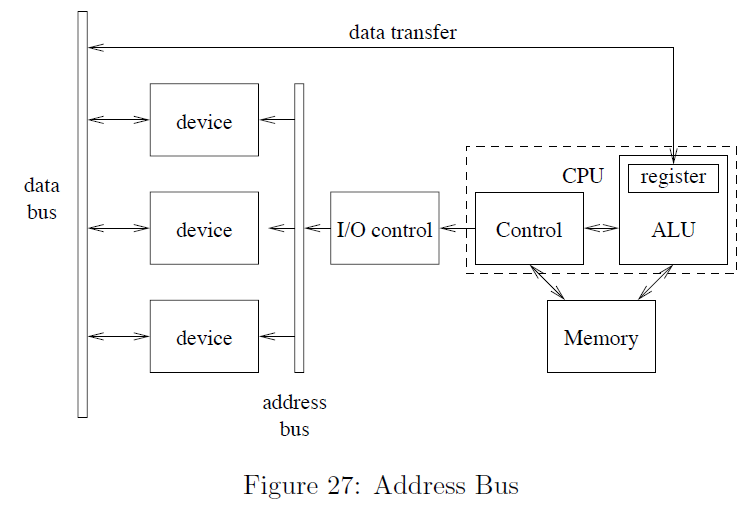 data transfer
device
CPU
register
data
bus
device
I/O control
Control
ALU
device
Memory
address
bus
Figure 27: Address Bus